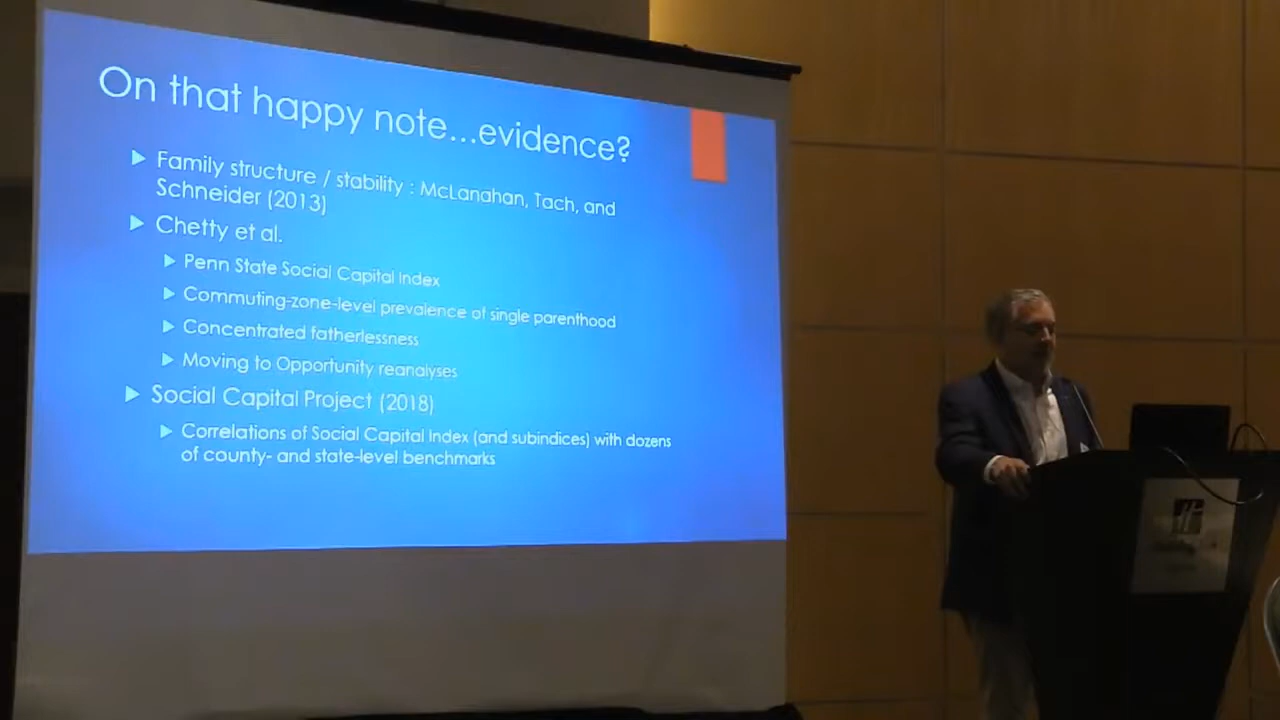 On that happy note...evidence?
Family structure / stability : McLanahan, Tach, and
Schneider (2013)
Chetty et al.
Penn State Social Capital Index
Commuting-zone-level prevalence of single parenthood
Concentrated fatherlessness
Moving to Opportunity reanalyses
Social Capital Project (2018)
Correlations of Social Capital Index (and subindices) with dozens
of county- and state-level benchmarks